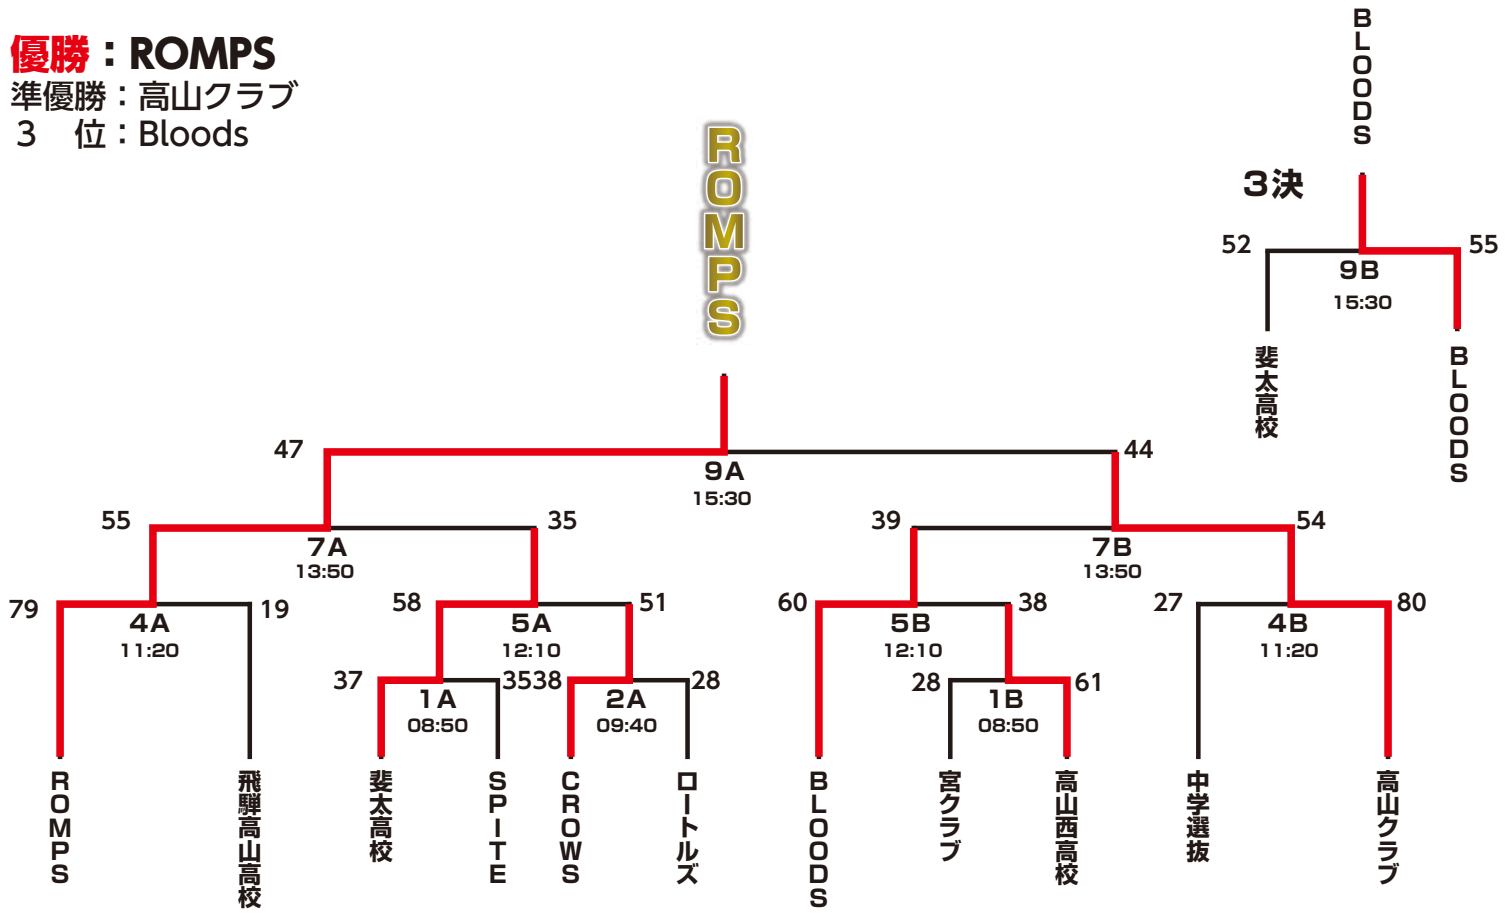 優勝：ROMPS
準優勝：高山クラブ
３　位：Bloods
BLOODS
3決
52
55
9B
15:30
斐太高校
BLOODS
ROMPS
47
44
9A
15:30
55
35
39
54
7A
13:50
7B
13:50
79
19
58
51
60
38
27
80
4A
11:20
5A
12:10
5B
12:10
4B
11:20
37
35
38
28
28
61
1A
08:50
2A
09:40
1B
08:50
ROMPS
飛騨高山高校
斐太高校
SPITE
CROWS
ロートルズ
BLOODS
宮クラブ
高山西高校
中学選抜
高山クラブ